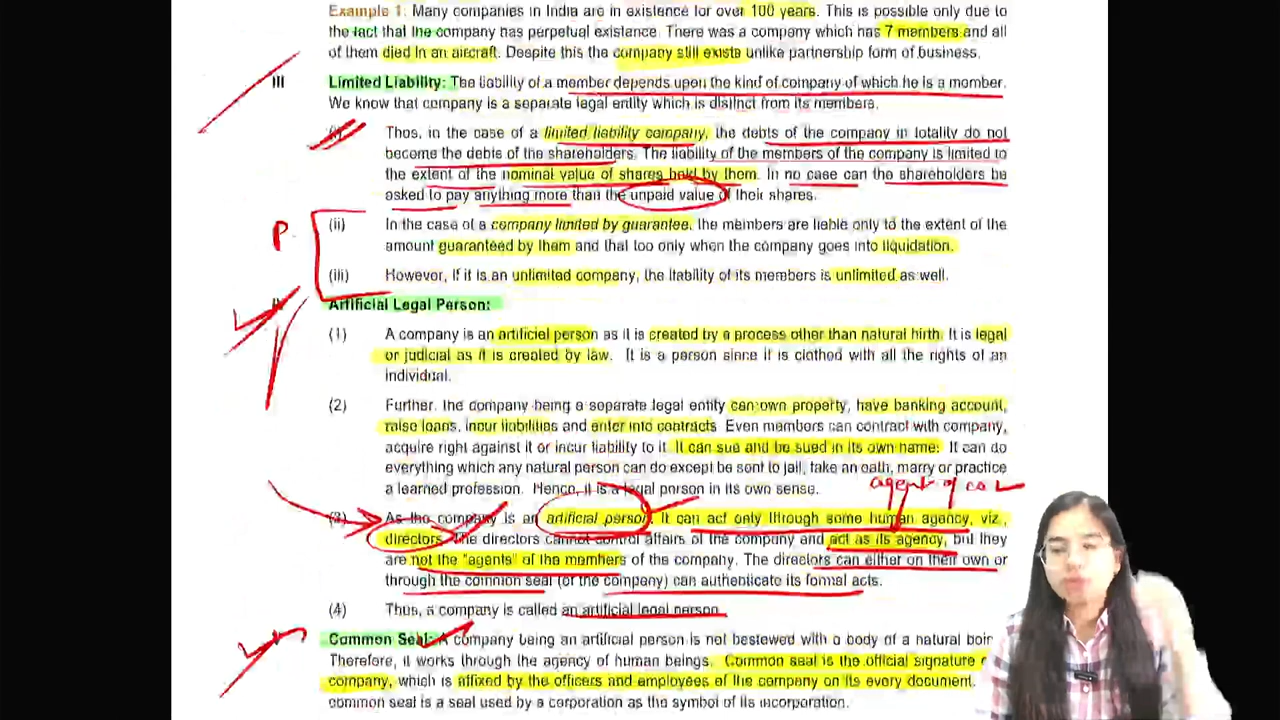 Example 1: Many companies in India are in existence for over 100 years. This is possible only due to
the fact that the company has perpetual existence. There was a company which has 7 members and all
of them died in an aircraft. Despite this the company still exists unlike partnership form of business.
III Limited Liability: The liability of a member depends upon the kind of company of which he is a member.
We know that company is a separate legal entity which is distinct from its members.
(i) Thus, in the case of a limited liability company, the debts of the company in totality do not
become the debts of the shareholders. The liability of the members of the company is limited to
the extent of the nominal value of shares held by them. In no case can the shareholders be
asked to pay anything more than the unpaid value of their shares.
P (ii) In the case of a company limited by guarantee, the members are liable only to the extent of the
amount guaranteed by them and that too only when the company goes into liquidation.
(iii) However, if it is an unlimited company, the liability of its members is unlimited as well.
Artificial Legal Person:
(1) A company is an artificial person as it is created by a process other than natural birth. It is legal
or judicial as it is created by law. It is a person since it is clothed with all the rights of an
individual.
(2) Further, the company being a separate legal entity can own property, have banking account,
raise loans, incur liabilities and enter into contracts. Even members can contract with company,
acquire right against it or incur liability to it. It can sue and be sued in its own name. It can do
everything which any natural person can do except be sent to jail, take an oath, marry or practice
a learned profession. Hence, it is a legal person in its own sense.
agent of co
(3) As the company is an artificial person, it can act only through some human agency, viz.,
directors. The directors cannot control affairs of the company and act as its agency, but they
are not the "agents" of the members of the company. The directors can either on their own or
through the common seal (of the company) can authenticate its formal acts.
(4) Thus, a company is called an artificial legal person.
Common Seal: A company being an artificial person is not bestewed with a body of a natural
Therefore, it works through the agency of human beings. Common seal is the official signature
company, which is affixed by the officers and employees of the company on its every document.
common seal is a seal used by a corporation as the symbol of its incorporation.